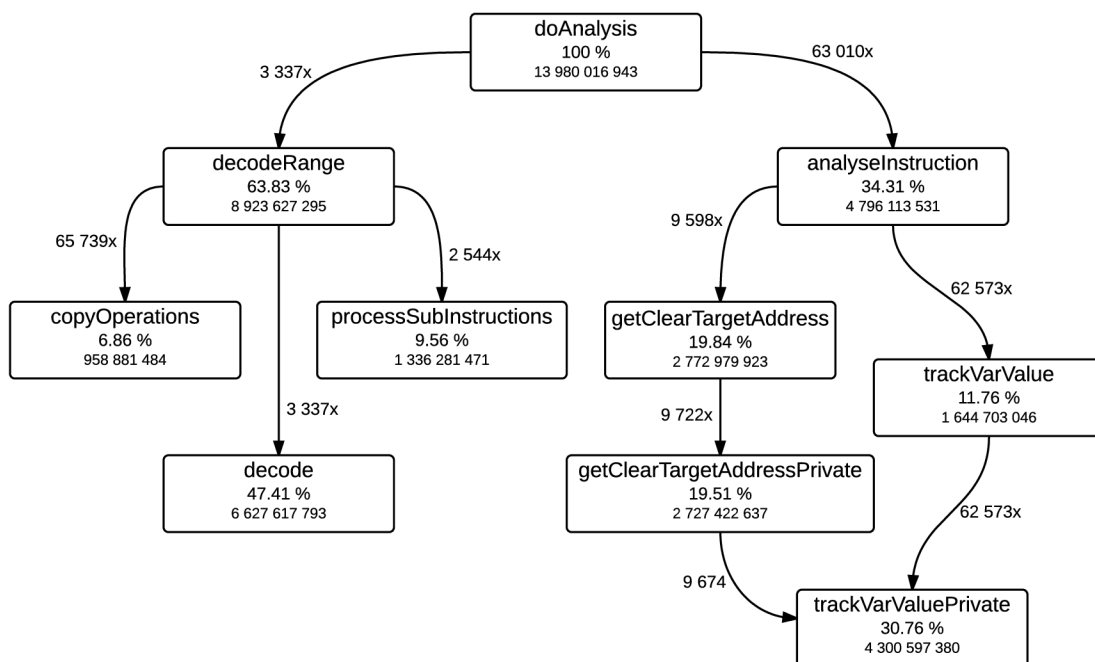 doAnalysis
100 %
13 980 016 943
3 337x
63 010x
decodeRange
63.83 %
8 923 627 295
analyseInstruction
34.31 %
4 796 113 531
65 739x
2 544x
9 598x
62 573x
copyOperations
6.86 %
958 881 484
processSubInstructions
9.56 %
1 336 281 471
getClearTargetAddress
19.84 %
2 772 979 923
trackVarValue
11.76 %
1 644 703 046
3 337x
9 722x
decode
47.41 %
6 627 617 793
getClearTargetAddressPrivate
19.51 %
2 727 422 637
62 573x
9 674
trackVarValuePrivate
30.76 %
4 300 597 380